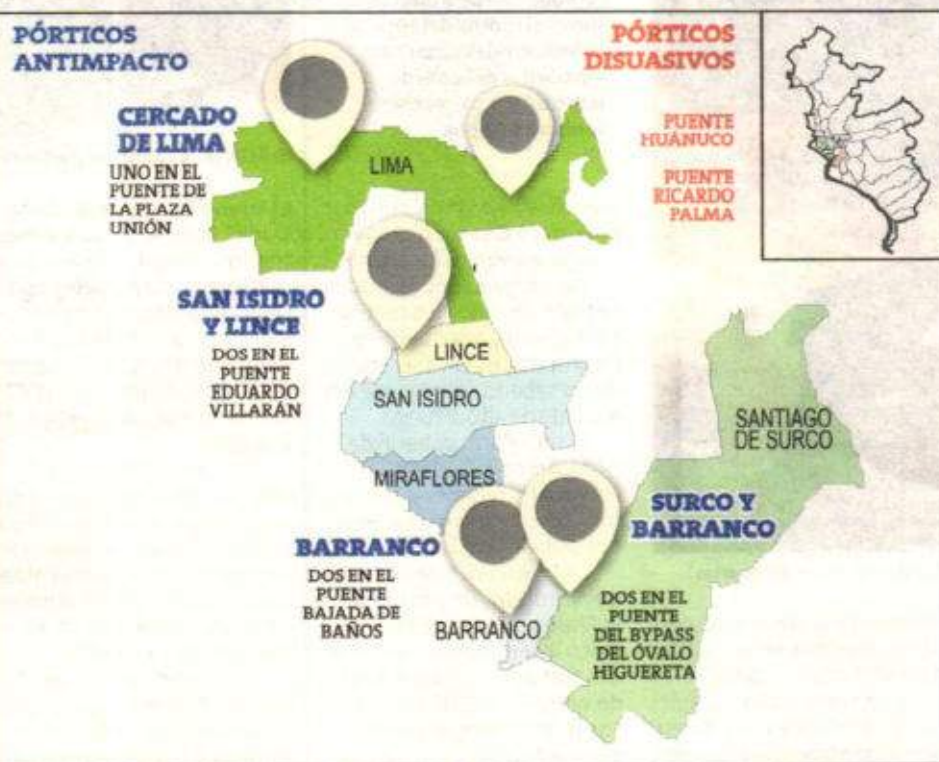 PÓRTICOS
ANTIMPACTO
CERCADO
DE LIMA
UNO EN EL
PUENTE DE
LA PLAZA
UNIÓN
LIMA
PÓRTICOS
DISUASIVOS
PUENTE
HUÁNUCO
PUENTE
RICARDO
PALMA
SAN ISIDRO
Y LINCE
DOS EN EL
PUENTE
EDUARDO
VILLARÁN
LINCE
SAN ISIDRO
MIRAFLORES
SANTIAGO
DE SURCO
BARRANCO
DOS EN EL
PUENTE
BAJADA DE
BAÑOS
BARRANCO
SURCO Y
BARRANCO
DOS EN EL
PUENTE
DEL BYPASS
DEL ÓVALO
HIGUERETA